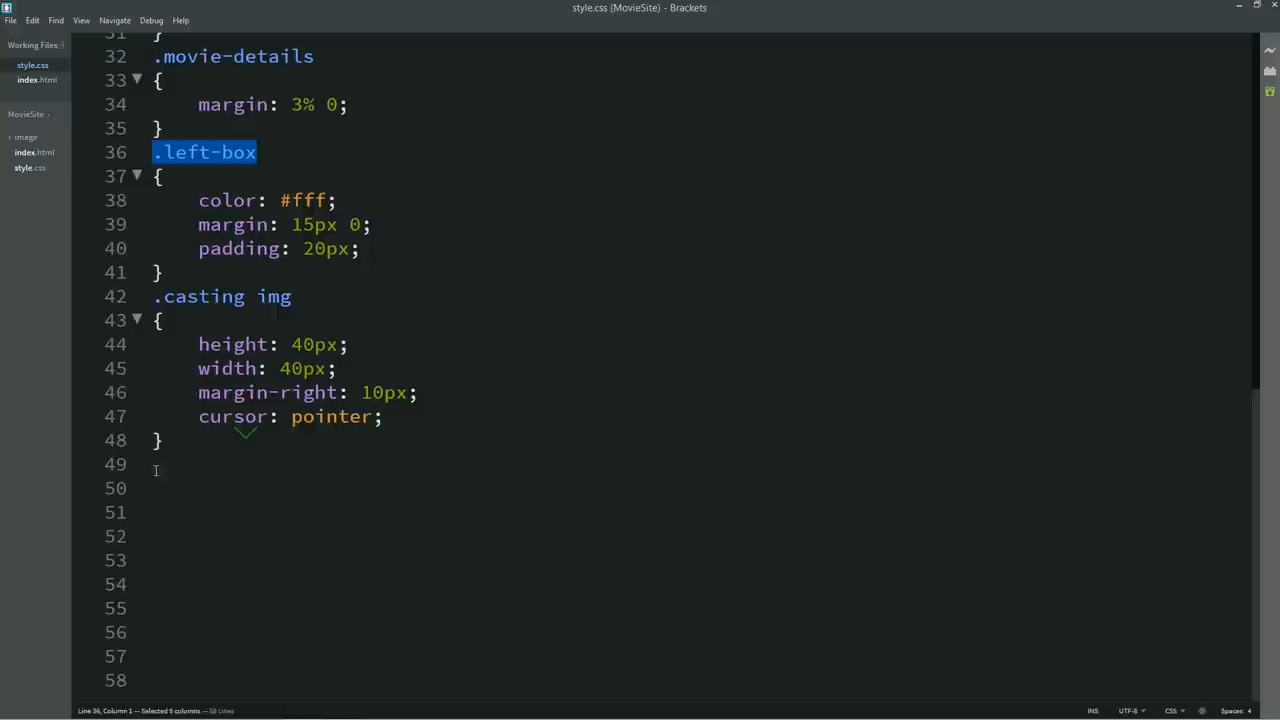 style.css (MovieSite) - Brackets
File Edit Find View Navigate Debug Help
Working Files
style.css
index.html
MovieSite
image
index.html
style.css
31 }
32 .movie-details
33 {
34 margin: 3% 0;
35 }
36 .left-box
37 {
38 color: #fff;
39 margin: 15px 0;
40 padding: 20px;
41 }
42 .casting img
43 {
44 height: 40px;
45 width: 40px;
46 margin-right: 10px;
47 cursor: pointer;
48 }
49
50
51
52
53
54
55
56
57
58
Line 36, Column 1 — Selected 9 columns — 58 Lines
INS UTF-8 CSS Spaces: 4